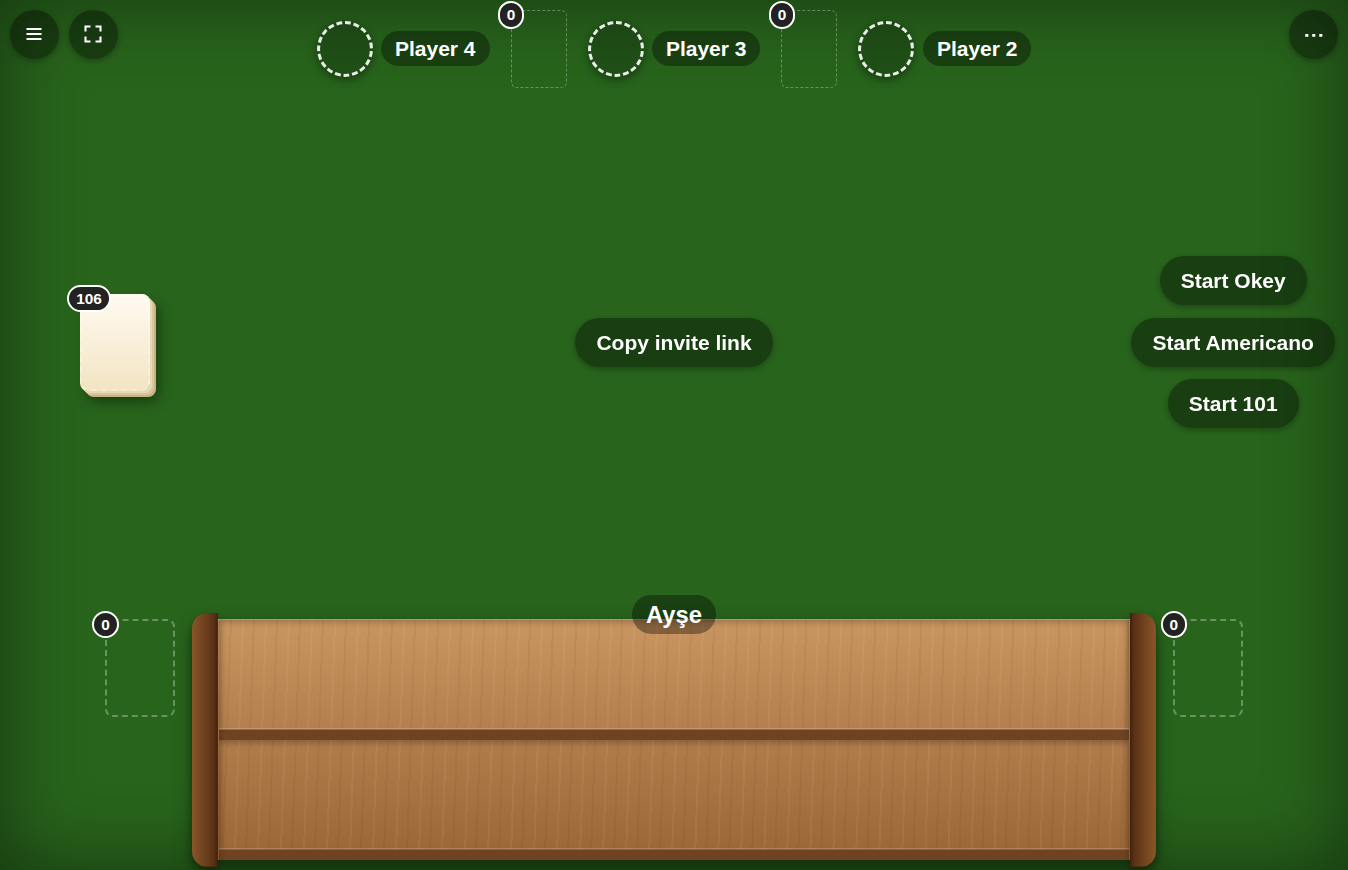 0
0
Player 4
Player 3
Player 2
Start Okey
106
Copy invite link
Start Americano
Start 101
Ayşe
0
0